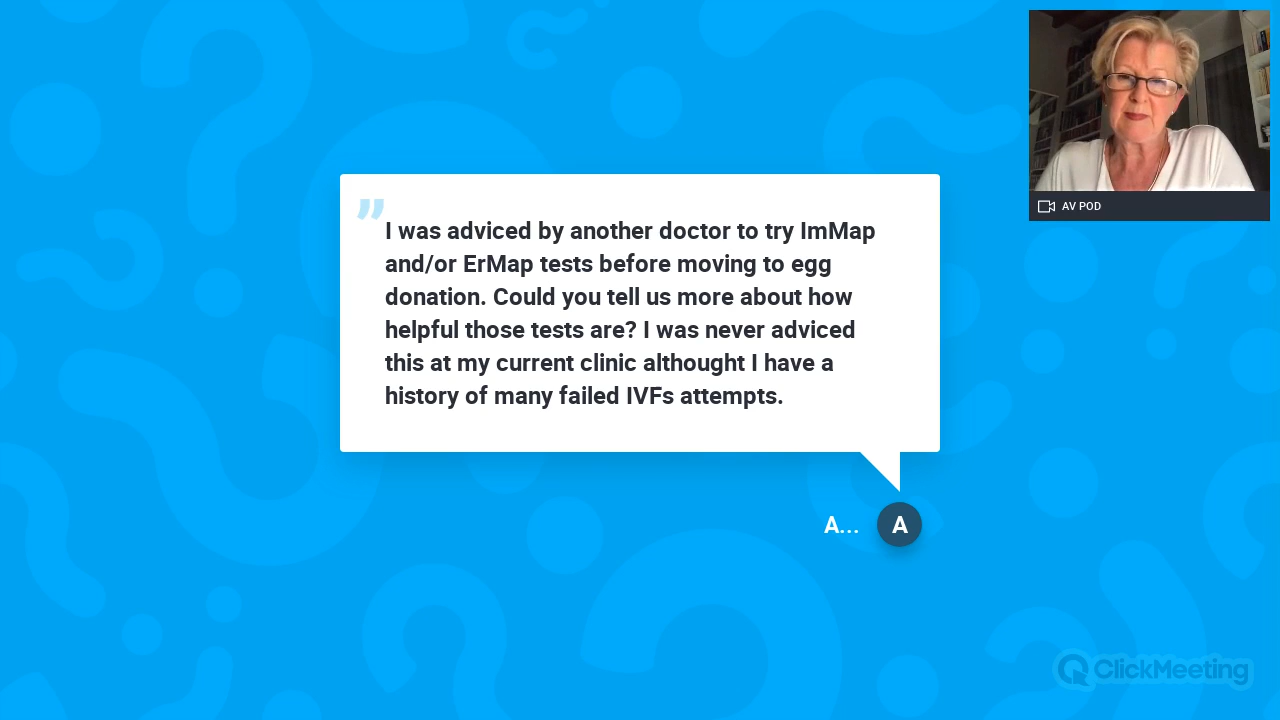 I was adviced by another doctor to try ImMap
and/or ErMap tests before moving to egg
donation. Could you tell us more about how
helpful those tests are? I was never adviced
this at my current clinic althought I have a
history of many failed IVFs attempts.
A... A
AV POD
ClickMeeting